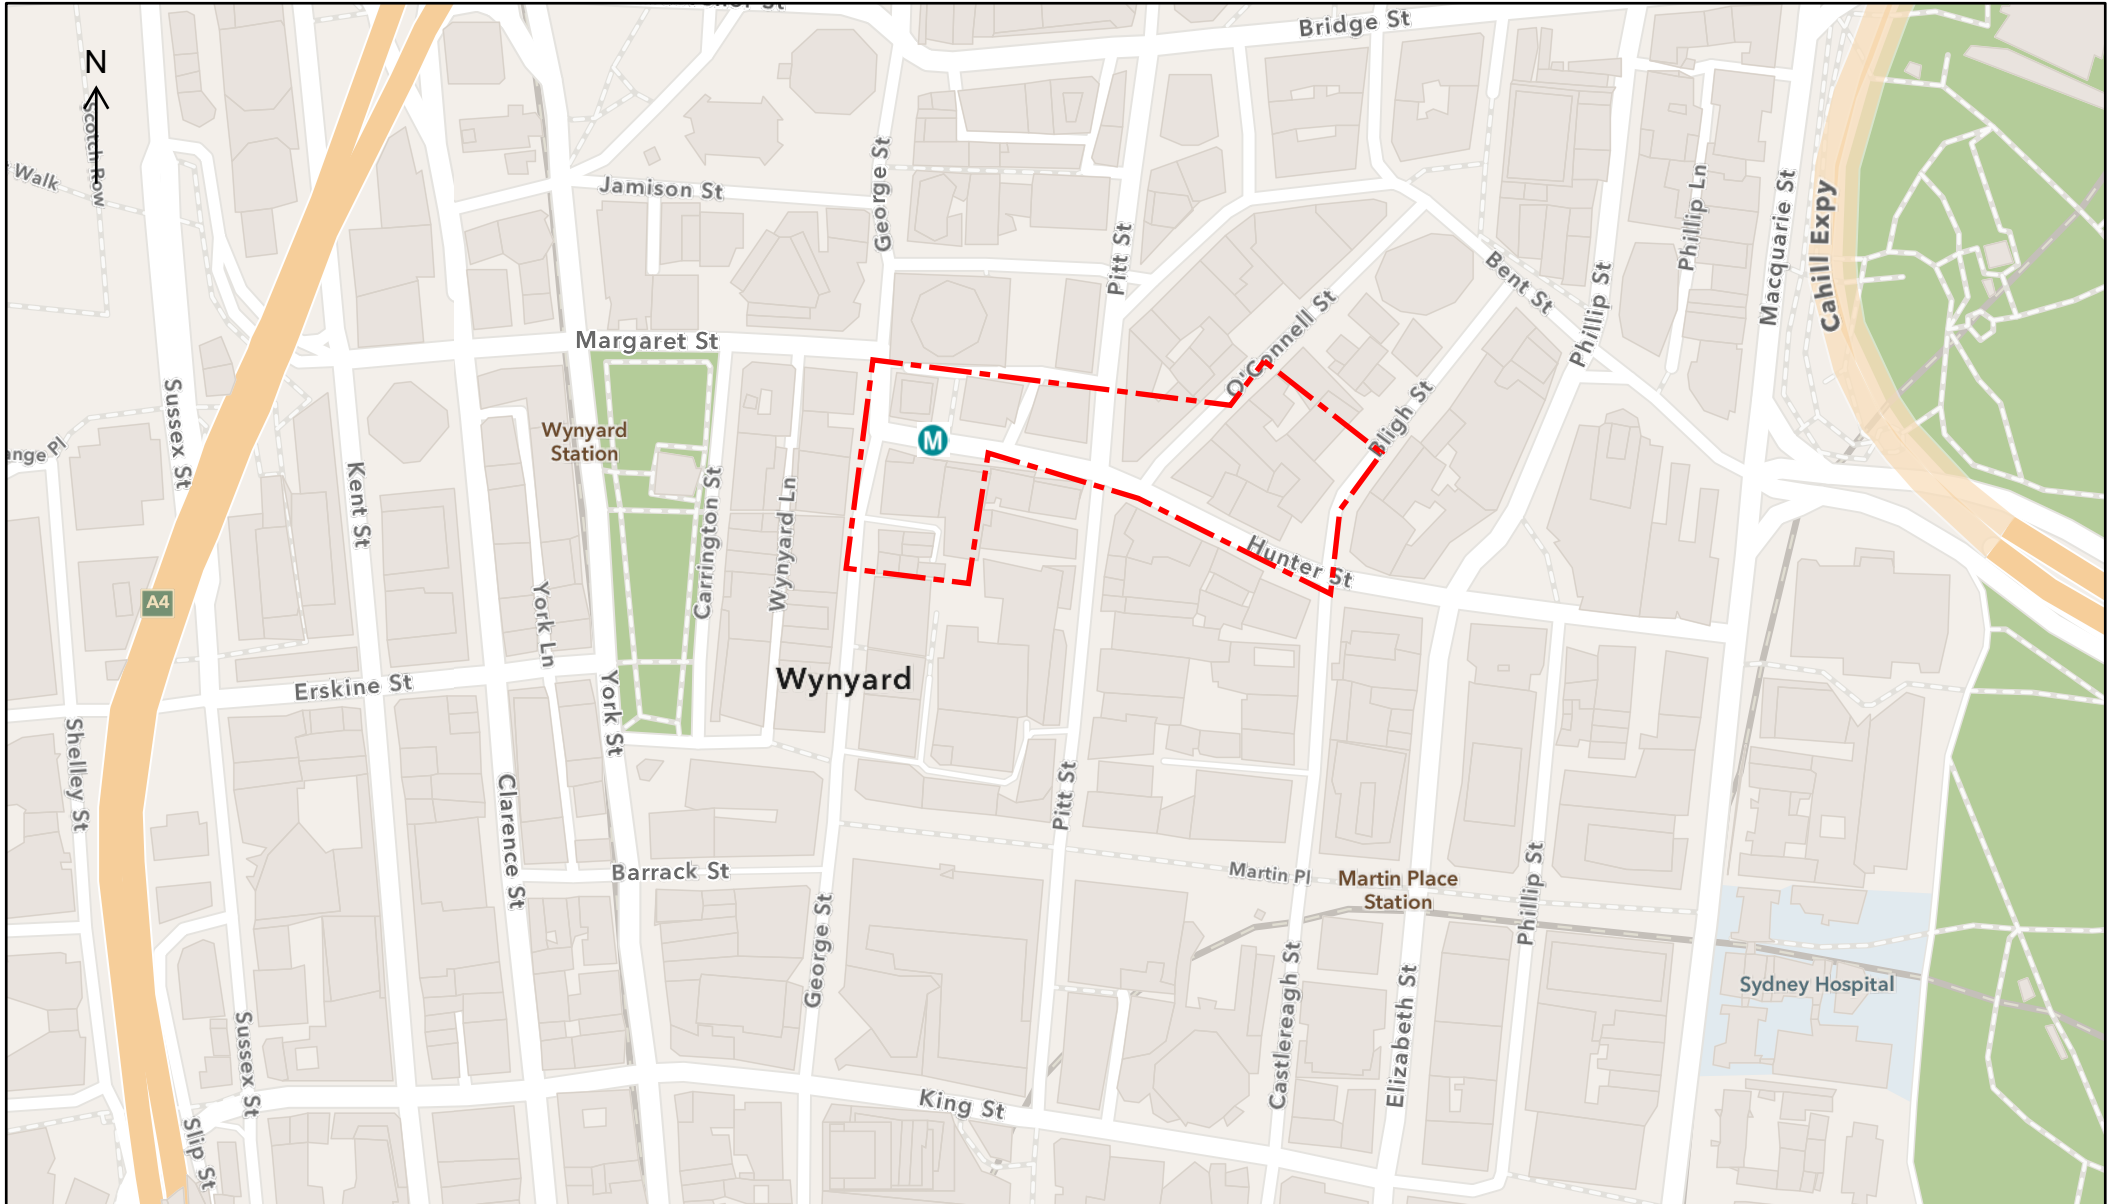 Bridge St
N
Scotch Row
Walk
George St
Jamison St
Phillip Ln
Macquarie St
Cahill Expy
Pitt St
Bent St
Phillip St
O'Connell St
Margaret St
Sussex St
Bligh St
Wynyard
Station
M
Kent St
Carrington St
Wynyard Ln
Hunter St
A4
York Ln
Wynyard
Erskine St
York St
Shelley St
Clarence St
Pitt St
Barrack St
Martin Pl
Martin Place
Station
Phillip St
George St
Castlereagh St
Elizabeth St
Sydney Hospital
Sussex St
King St
Slip St